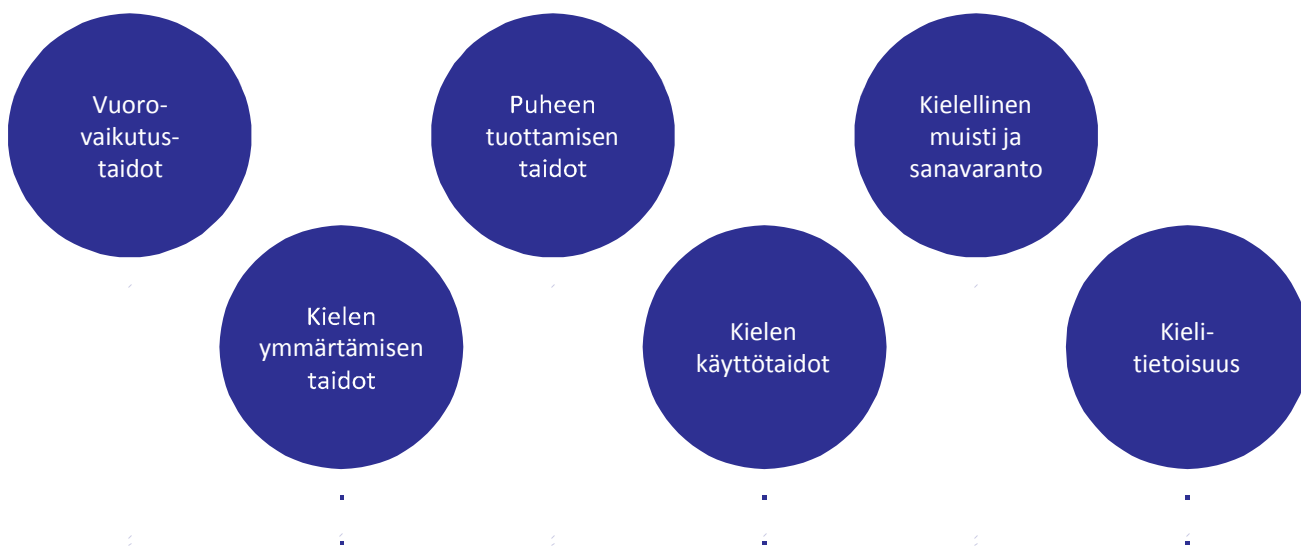 Vuoro-
vaikutus-
taidot
Kielen
ymmärtämisen
taidot
Puheen
tuottamisen
taidot
Kielen
käyttötaidot
Kielellinen
muisti ja
sanavaranto
Kieli-
tietoisuus